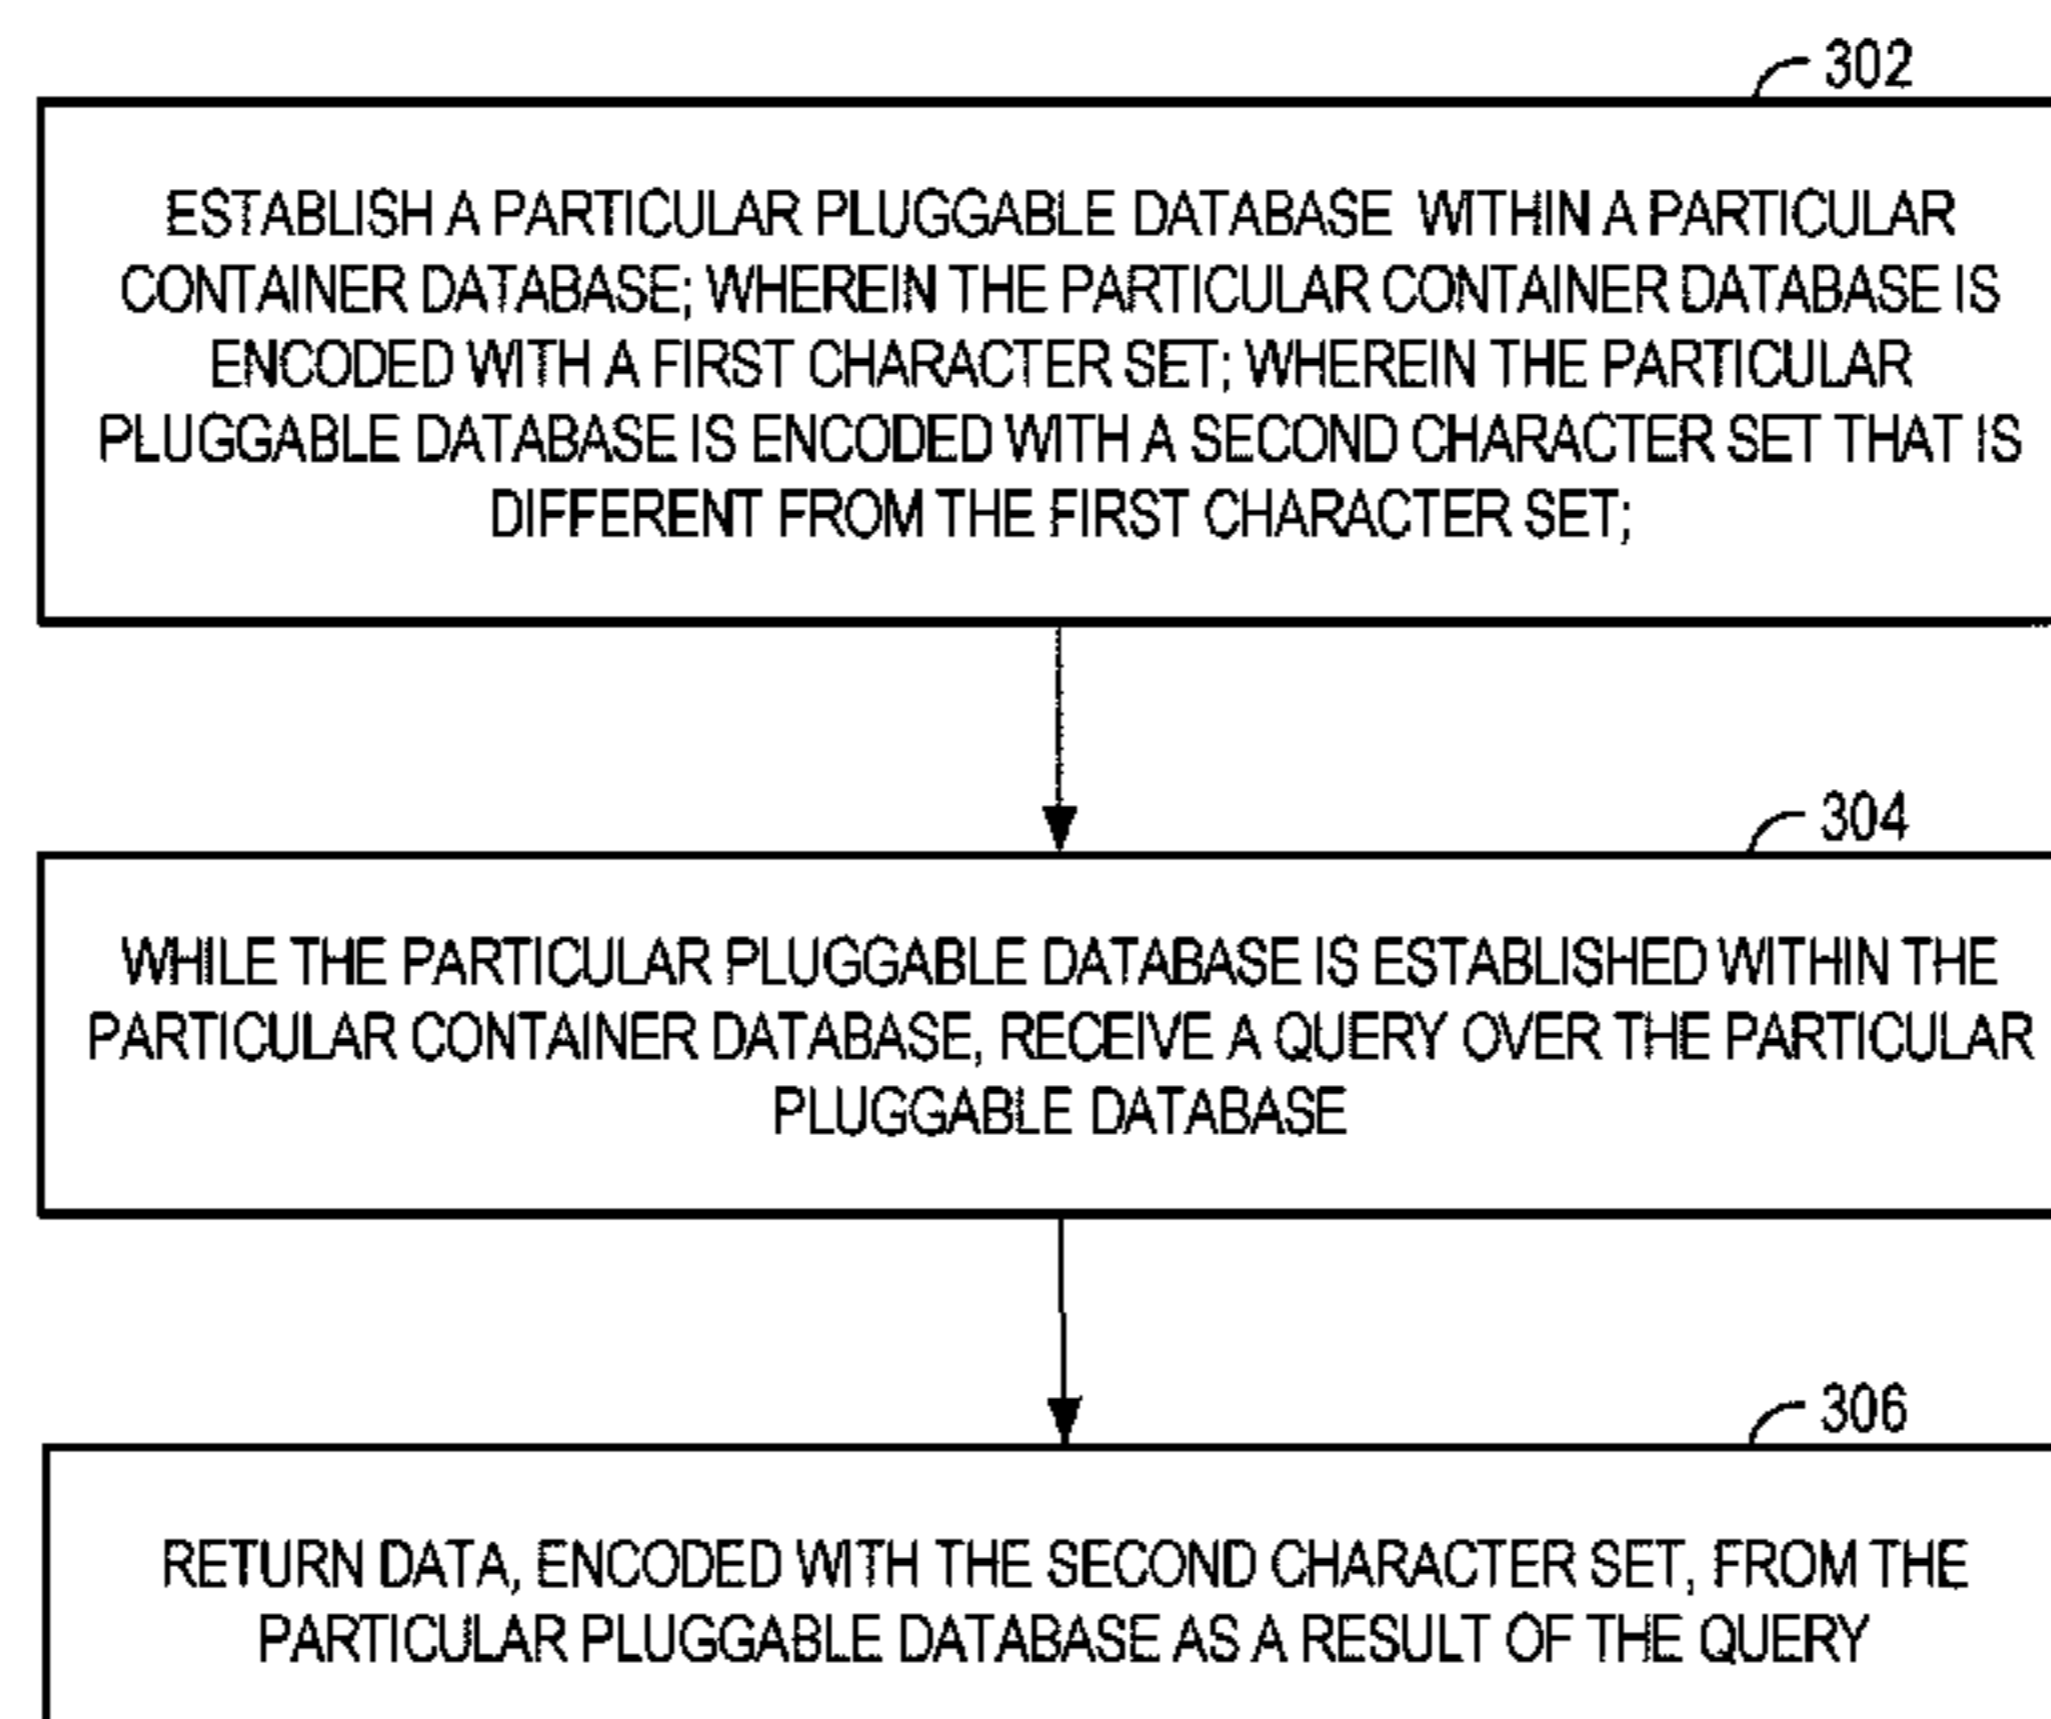 302
ESTABLISH A PARTICULAR PLUGGABLE DATABASE WITHIN A PARTICULAR
CONTAINER DATABASE; WHEREIN THE PARTICULAR CONTAINER DATABASE IS
ENCODED WITH A FIRST CHARACTER SET; WHEREIN THE PARTICULAR
PLUGGABLE DATABASE IS ENCODED WITH A SECOND CHARACTER SET THAT IS
DIFFERENT FROM THE FIRST CHARACTER SET;
304
WHILE THE PARTICULAR PLUGGABLE DATABASE IS ESTABLISHED WITHIN THE
PARTICULAR CONTAINER DATABASE, RECEIVE A QUERY OVER THE PARTICULAR
PLUGGABLE DATABASE
306
RETURN DATA, ENCODED WITH THE SECOND CHARACTER SET, FROM THE
PARTICULAR PLUGGABLE DATABASE AS A RESULT OF THE QUERY